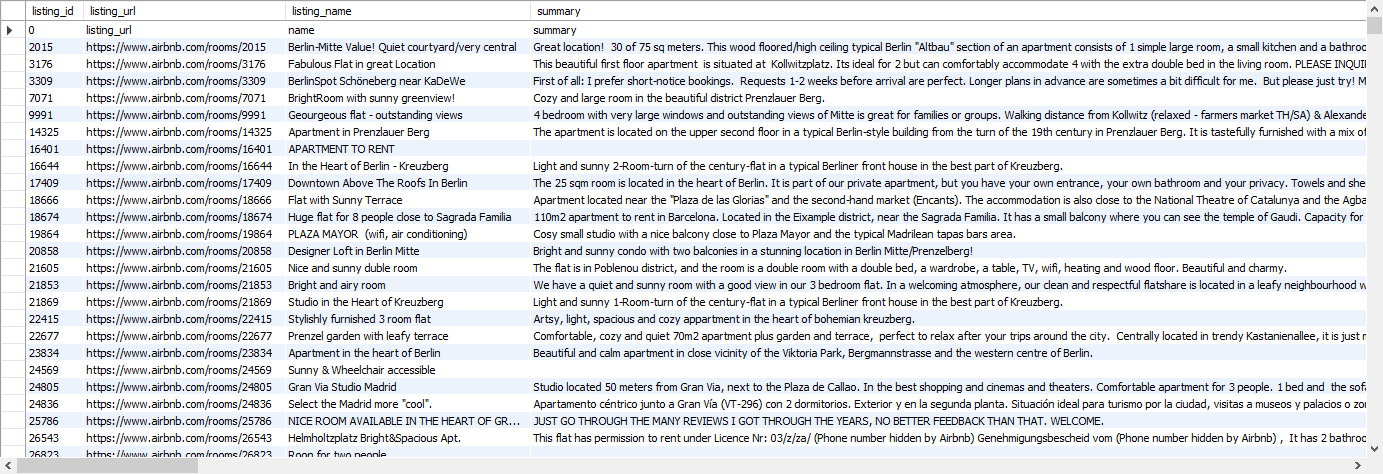 listing_id listing_url listing_name summary
0 listing_url name summary
2015 https://www.airbnb.com/rooms/2015 Berlin-Mitte Value! Quiet courtyard/very central Great location!  30 of 75 sq meters. This wood floored/high ceiling typical Berlin "Altbau" section of an apartment consists of 1 simple large room, a small kitchen and a bathroo
3176 https://www.airbnb.com/rooms/3176 Fabulous Flat in great Location This beautiful first floor apartment  is situated at  Kollwitzplatz. Its ideal for 2 but can comfortably accommodate 4 with the extra double bed in the living room. PLEASE INQUI
3309 https://www.airbnb.com/rooms/3309 BerlinSpot Schöneberg near KaDeWe First of all: I prefer short-notice bookings.  Requests 1-2 weeks before arrival are perfect. Longer plans in advance are sometimes a bit difficult for me.  But please just try! M
7071 https://www.airbnb.com/rooms/7071 BrightRoom with sunny greenview! Cozy and large room in the beautiful district Prenzlauer Berg.
9991 https://www.airbnb.com/rooms/9991 Geourgeous flat - outstanding views 4 bedroom with very large windows and outstanding views of Mitte is great for families or groups. Walking distance from Kollwitz (relaxed - farmers market TH/SA) & Alexande
14325 https://www.airbnb.com/rooms/14325 Apartment in Prenzlauer Berg The apartment is located on the upper second floor in a typical Berlin-style building from the turn of the 19th century in Prenzlauer Berg. It is tastefully furnished with a mix of
16401 https://www.airbnb.com/rooms/16401 APARTMENT TO RENT
16644 https://www.airbnb.com/rooms/16644 In the Heart of Berlin - Kreuzberg Light and sunny 2-Room-turn of the century-flat in a typical Berliner front house in the best part of Kreuzberg.
17409 https://www.airbnb.com/rooms/17409 Downtown Above The Roofs In Berlin The 25 sqm room is located in the heart of Berlin. It is part of our private apartment, but you have your own entrance, your own bathroom and your privacy. Towels and she
18666 https://www.airbnb.com/rooms/18666 Flat with Sunny Terrace Apartment located near the "Plaza de las Glorias" and the second-hand market (Encants). The accommodation is also close to the National Theatre of Catalunya and the Agba
18674 https://www.airbnb.com/rooms/18674 Huge flat for 8 people close to Sagrada Familia 110m2 apartment to rent in Barcelona. Located in the Eixample district, near the Sagrada Familia. It has a small balcony where you can see the temple of Gaudi. Capacity for
19864 https://www.airbnb.com/rooms/19864 PLAZA MAYOR  (wifi, air conditioning) Cosy small studio with a nice balcony close to Plaza Mayor and the typical Madrilean tapas bars area.
20858 https://www.airbnb.com/rooms/20858 Designer Loft in Berlin Mitte Bright and sunny condo with two balconies in a stunning location in Berlin Mitte/Prenzelberg!
21605 https://www.airbnb.com/rooms/21605 Nice and sunny duble room The flat is in Poblenou district, and the room is a double room with a double bed, a wardrobe, a table, TV, wifi, heating and wood floor. Beautiful and charmy.
21853 https://www.airbnb.com/rooms/21853 Bright and airy room We have a quiet and sunny room with a good view in our 3 bedroom flat. In a welcoming atmosphere, our clean and respectful flatshare is located in a leafy neighbourhood w
21869 https://www.airbnb.com/rooms/21869 Studio in the Heart of Kreuzberg Light and sunny 1-Room-turn of the century-flat in a typical Berliner front house in the best part of Kreuzberg.
22415 https://www.airbnb.com/rooms/22415 Stylishly furnished 3 room flat Artsy, light, spacious and cozy appartment in the heart of bohemian kreuzberg.
22677 https://www.airbnb.com/rooms/22677 Prenzel garden with leafy terrace Comfortable, cozy and quiet 70m2 apartment plus garden and terrace,  perfect to relax after your trips around the city.  Centrally located in trendy Kastanienallee, it is just
23834 https://www.airbnb.com/rooms/23834 Apartment in the heart of Berlin Beautiful and calm apartment in close vicinity of the Viktoria Park, Bergmannstrasse and the western centre of Berlin.
24569 https://www.airbnb.com/rooms/24569 Sunny & Wheelchair accessible
24805 https://www.airbnb.com/rooms/24805 Gran Via Studio Madrid Studio located 50 meters from Gran Via, next to the Plaza de Callao. In the best shopping and cinemas and theaters. Comfortable apartment for 3 people. 1 bed and  the sofa
24836 https://www.airbnb.com/rooms/24836 Select the Madrid more "cool". Apartamento céntrico junto a Gran Vía (VT-296) con 2 dormitorios. Exterior y en la segunda planta. Situación ideal para turismo por la ciudad, visitas a museos y palacios o zon
25786 https://www.airbnb.com/rooms/25786 NICE ROOM AVAILABLE IN THE HEART OF GR... JUST GO THROUGH THE MANY REVIEWS I GOT THROUGH THE YEARS, NO BETTER FEEDBACK THAN THAT. WELCOME.
26543 https://www.airbnb.com/rooms/26543 Helmholtzplatz Bright&Spacious Apt. This flat has permission to rent under Licence Nr: 03/z/za/ (Phone number hidden by Airbnb) Genehmigungsbescheid vom (Phone number hidden by Airbnb) ,  It has 2 bathroo
26823 https://www.airbnb.com/rooms/26823 Roon for two people